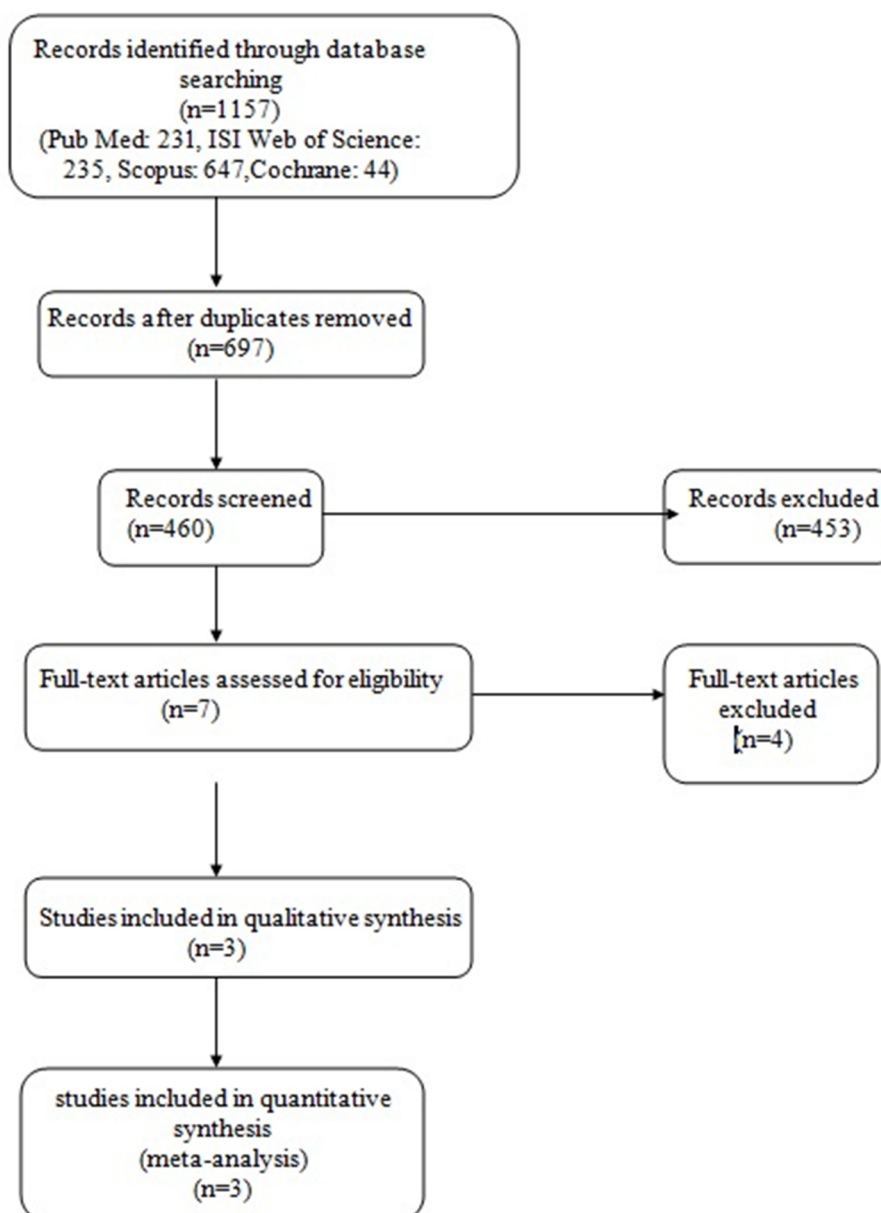 Records identified through database
searching
(n=1157)
(Pub Med: 231, ISI Web of Science:
235, Scopus: 647,Cochrane: 44)
Records after duplicates removed
(n=697)
Records screened
(n=460)
Records excluded
(n=453)
Full-text articles assessed for eligibility
(n=7)
Full-text articles
excluded
(n=4)
Studies included in qualitative synthesis
(n=3)
studies included in quantitative
synthesis
(meta-analysis)
(n=3)